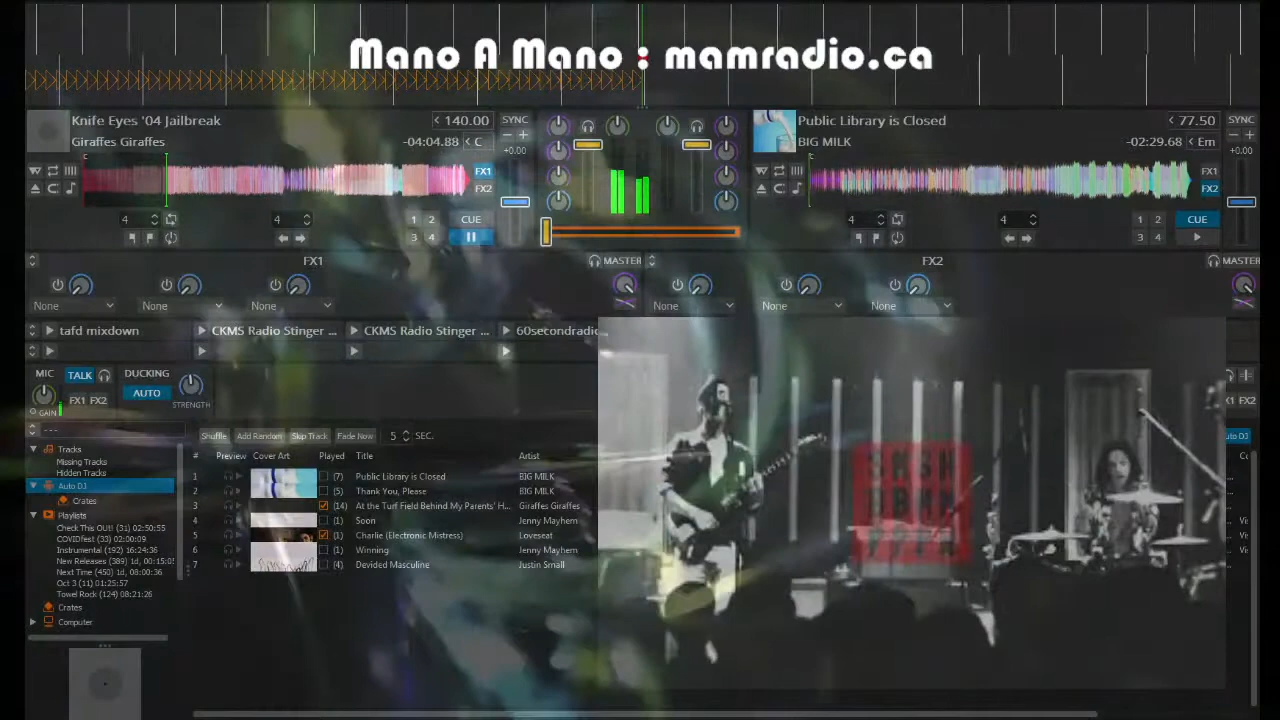 Mano A Mano : mamradio.ca
Knife Eyes '04 Jailbreak
140.00
SYNC
Giraffes Giraffes
-04:04.88
C
+0.00
Public Library is Closed
77.50
SYNC
BIG MILK
-02:29.68
Em
+0.00
FX1
FX2
FX1
FX2
4
4
1 2
CUE
3 4
4
4
1 2
CUE
3 4
FX1
MASTER
FX2
MASTER
None
None
None
None
None
None
tafd mixdown
CKMS Radio Stinger ...
CKMS Radio Stinger ...
60secondradio...
MIC
TALK
DUCKING
AUTO
FX1 FX2
GAIN
STRENGTH
---
Shuffle
Add Random
Skip Track
Fade Now
5
SEC.
# Preview Cover Art Played Title Artist
1 (7) Public Library is Closed BIG MILK
2 (5) Thank You, Please BIG MILK
3 (14) At the Turf Field Behind My Parents' H... Giraffes Giraffes
4 (1) Soon Jenny Mayhem
5 (1) Charlie (Electronic Mistress) Loveseat
6 (1) Winning Jenny Mayhem
7 (4) Devided Masculine Justin Small
Tracks
Missing Tracks
Hidden Tracks
Auto DJ
Crates
Playlists
Check This OUT! (31) 02:50:55
COVIDfest (33) 02:00:09
Instrumental (192) 16:24:36
New Releases (389) 1d, 00:15:0
Next Time (450) 1d, 08:00:36
Oct 3 (11) 01:25:57
Towel Rock (124) 08:21:26
Crates
Computer